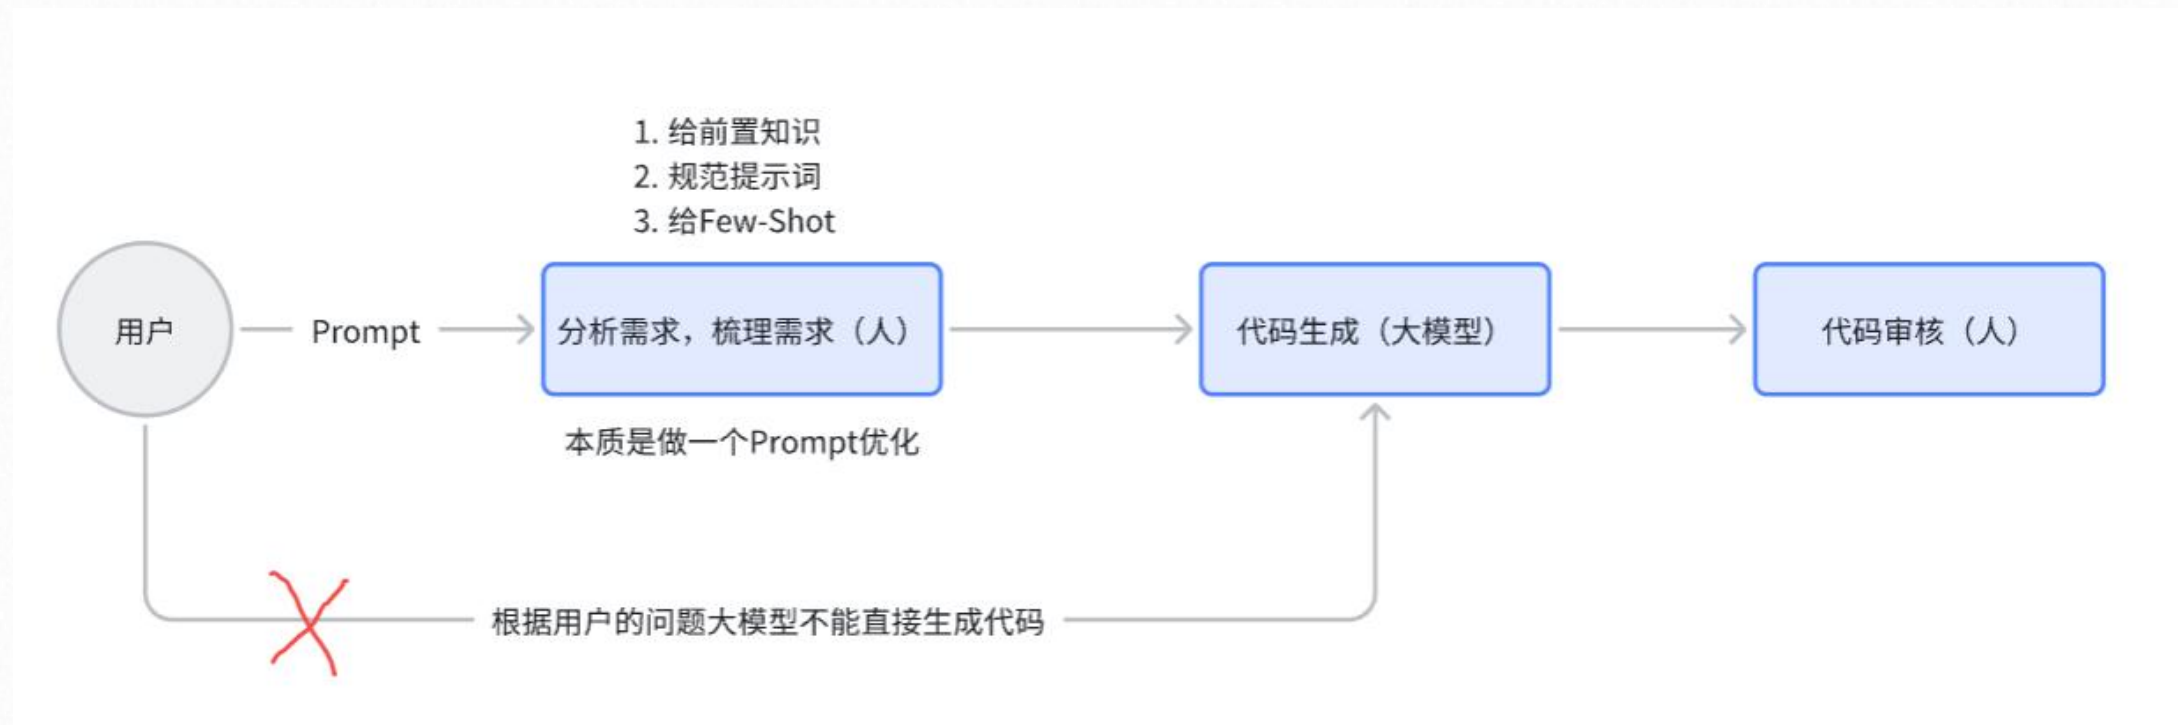 1. 给前置知识
2. 规范提示词
3. 给Few-Shot
用户
Prompt
分析需求，梳理需求（人）
代码生成（大模型）
代码审核（人）
本质是做一个Prompt优化
根据用户的问题大模型不能直接生成代码